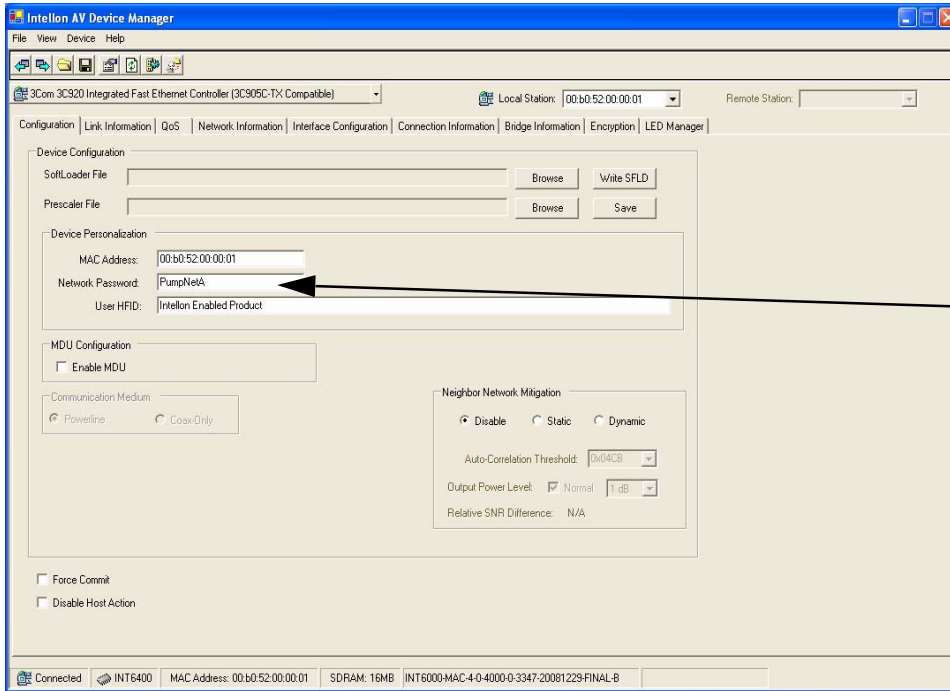 Intellon AV Device Manager
File View Device Help
3Com 3C920 Integrated Fast Ethernet Controller (3C905C-TX Compatible)
Local Station: 00:b0:52:00:00:01
Remote Station:
Configuration Link Information QoS Network Information Interface Configuration Connection Information Bridge Information Encryption LED Manager
Device Configuration
SoftLoader File Browse Write SFLD
Prescaler File Browse Save
Device Personalization
MAC Address: 00:b0:52:00:00:01
Network Password: PumpNetA
User HFID: Intellon Enabled Product
MDU Configuration
Enable MDU
Communication Medium
Powerline Coax-Only
Neighbor Network Mitigation
Disable Static Dynamic
Auto-Correlation Threshold: 0x04CB
Output Power Level: Normal 1 dB
Relative SNR Difference: N/A
Force Commit
Disable Host Action
Connected INT6400 MAC Address: 00:b0:52:00:00:01 SDRAM: 16MB INT6000-MAC-4-0-4000-0-3347-20081229-FINAL-B